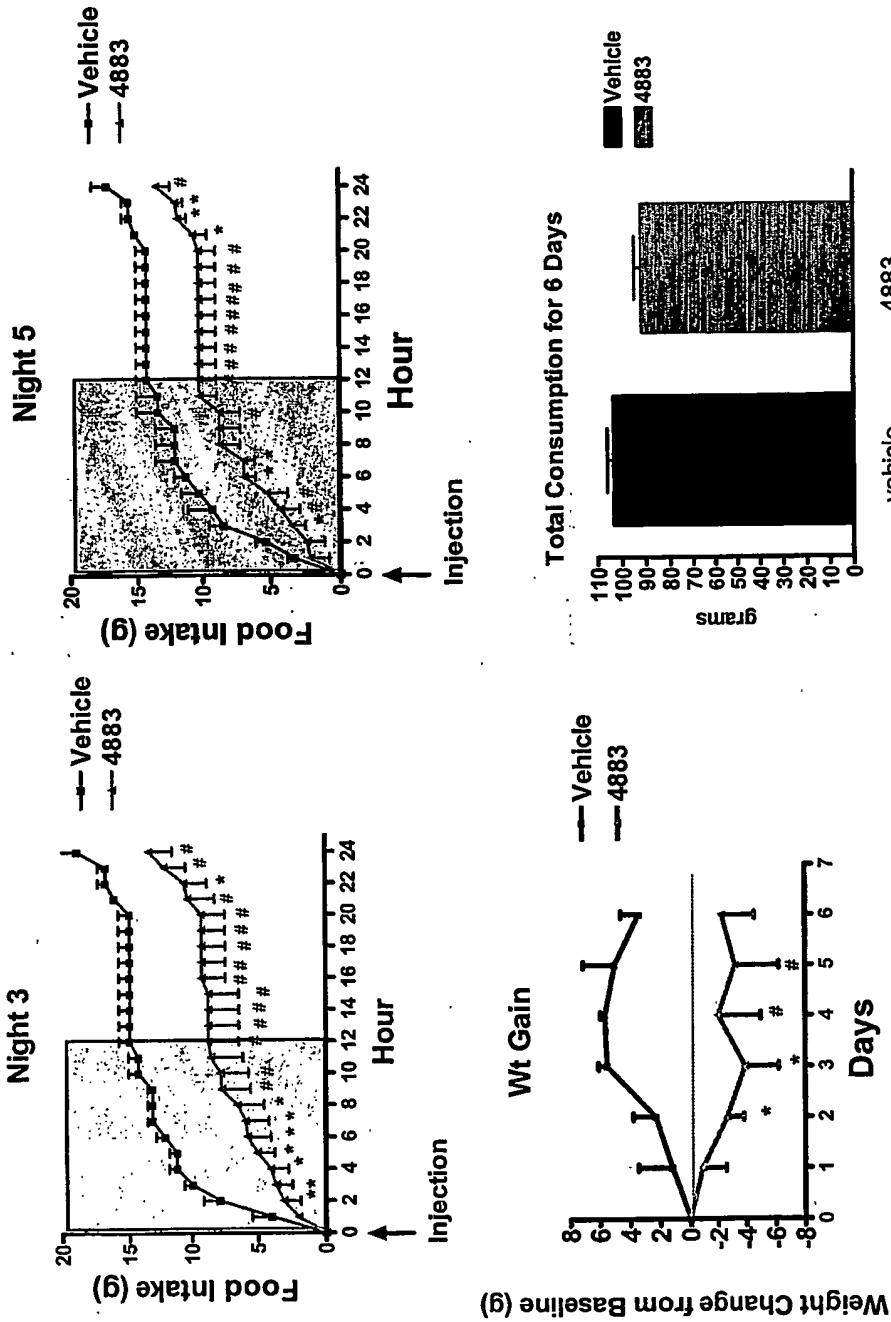 Night 3
Food Intake (g)
20
15
10
5
0
0 2 4 6 8 10 12 14 16 18 20 22 24
Hour
Injection
Vehicle
4883
** * * * * * # # # # # # # # # # # # # * # #
Night 5
Food Intake (g)
20
15
10
5
0
0 2 4 6 8 10 12 14 16 18 20 22 24
Hour
Injection
Vehicle
4883
* # # * * # # # # # # # # # # * * * #
Wt Gain
Weight Change from Baseline (g)
8
6
4
2
0
-2
-4
-6
-8
0 1 2 3 4 5 6 7
Days
Vehicle
4883
* * # #
Total Consumption for 6 Days
grams
110
100
90
80
70
60
50
40
30
20
10
0
vehicle
4883
Vehicle
4883